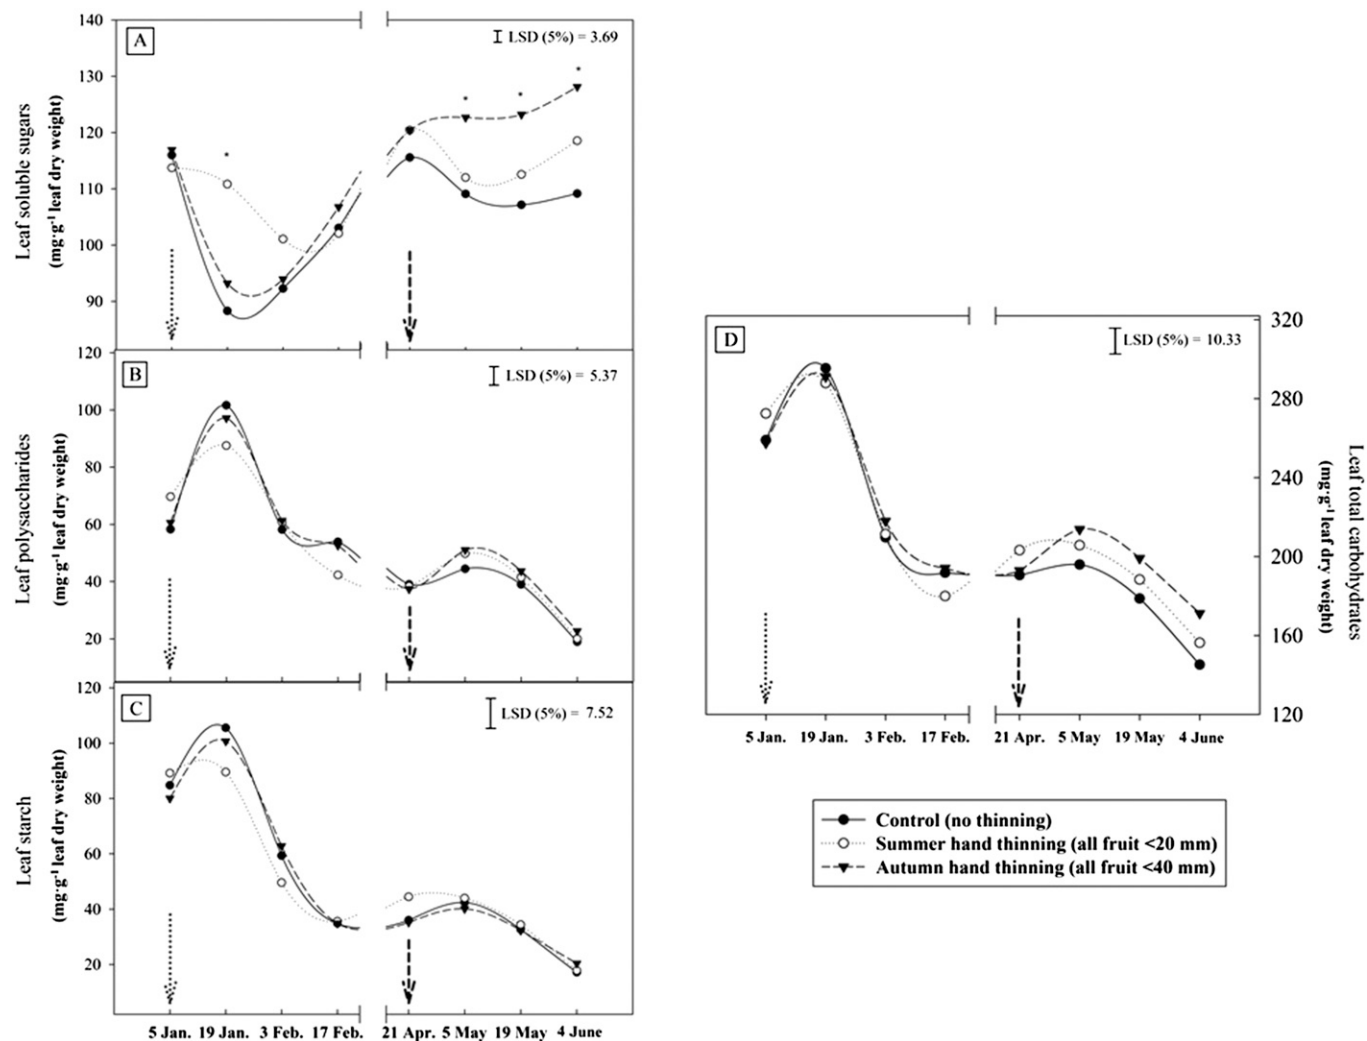 A
LSD (5%) = 3.69
140
130
120
110
100
90
Leaf soluble sugars
(mg·g⁻¹ leaf dry weight)
*
*
*
*
B
LSD (5%) = 5.37
120
100
80
60
40
20
Leaf polysaccharides
(mg·g⁻¹ leaf dry weight)
C
LSD (5%) = 7.52
120
100
80
60
40
20
Leaf starch
(mg·g⁻¹ leaf dry weight)
5 Jan. 19 Jan. 3 Feb. 17 Feb. 21 Apr. 5 May 19 May 4 June
D
LSD (5%) = 10.33
320
280
240
200
160
120
Leaf total carbohydrates
(mg·g⁻¹ leaf dry weight)
5 Jan. 19 Jan. 3 Feb. 17 Feb. 21 Apr. 5 May 19 May 4 June
Control (no thinning)
Summer hand thinning (all fruit <20 mm)
Autumn hand thinning (all fruit <40 mm)